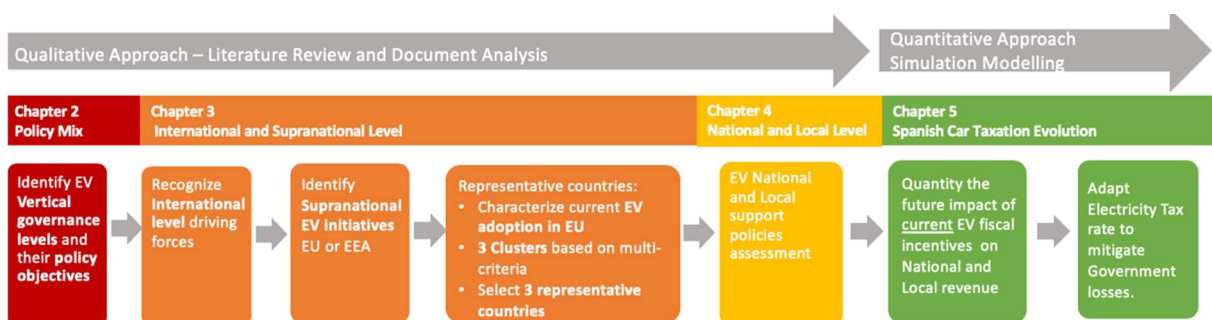 Qualitative Approach – Literature Review and Document Analysis
Quantitative Approach
Simulation Modelling
Chapter 2
Policy Mix
Chapter 3
International and Supranational Level
Chapter 4
National and Local Level
Chapter 5
Spanish Car Taxation Evolution
Identify EV
Vertical
governance
levels and
their policy
objectives
Recognize
International
level driving
forces
Identify
Supranational
EV initiatives
EU or EEA
Representative countries:
• Characterize current EV
adoption in EU
• 3 Clusters based on multi-
criteria
• Select 3 representative
countries
EV National
and Local
support
policies
assessment
Quantity the
future impact of
current EV fiscal
incentives on
National and
Local revenue
Adapt
Electricity Tax
rate to
mitigate
Government
losses.